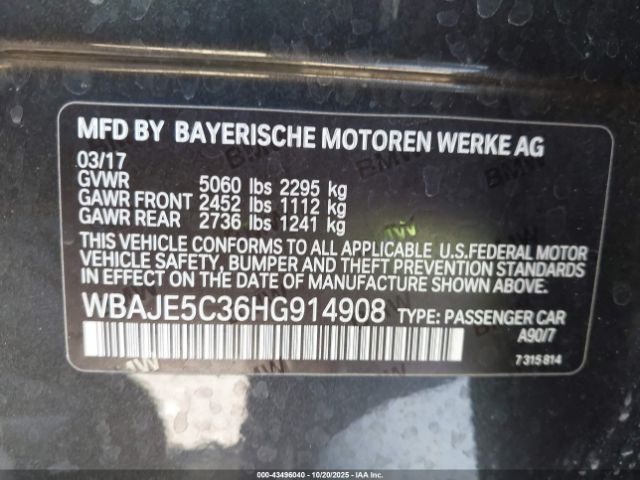 MFD BY BAYERISCHE MOTOREN WERKE AG
03/17
GVWR 5060 lbs 2295 kg
GAWR FRONT 2452 lbs 1112 kg
GAWR REAR 2736 lbs 1241 kg
THIS VEHICLE CONFORMS TO ALL APPLICABLE U.S.FEDERAL MOTOR
VEHICLE SAFETY, BUMPER AND THEFT PREVENTION STANDARDS
IN EFFECT ON THE DATE OF MANUFACTURE SHOWN ABOVE.
WBAJE5C36HG914908 TYPE: PASSENGER CAR
A90/7
7315814
000-43496040 - 10/20/2025 - IAA Inc.